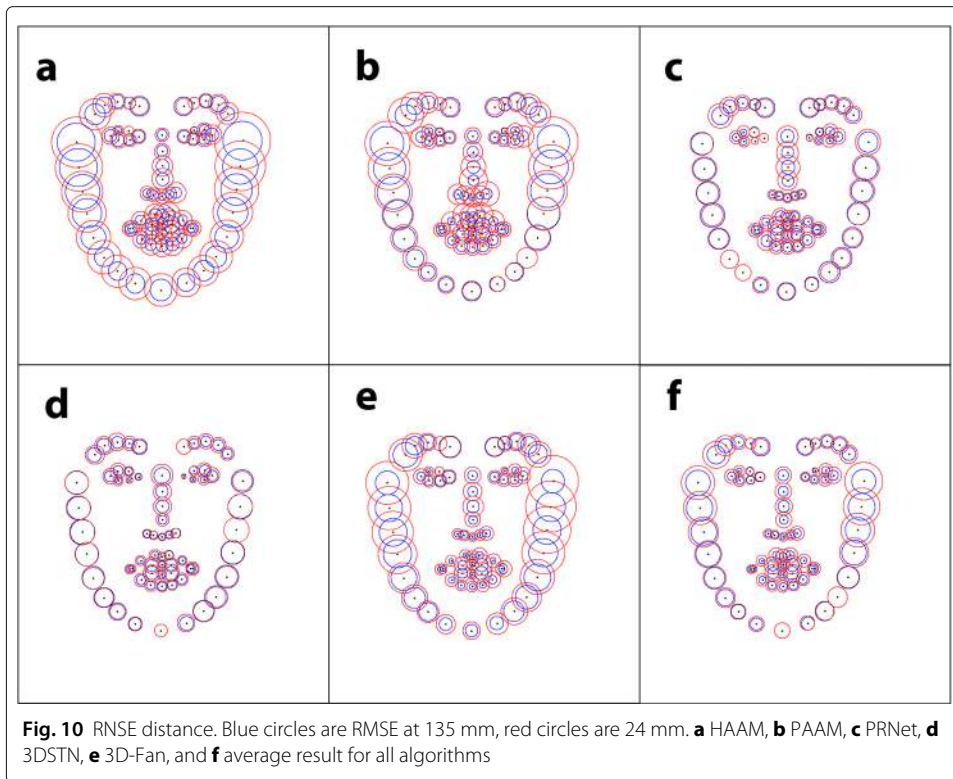 a
b
c
d
e
f
Fig. 10 RNSE distance. Blue circles are RMSE at 135 mm, red circles are 24 mm. a HAAM, b PAAM, c PRNet, d
3DSTN, e 3D-Fan, and f average result for all algorithms